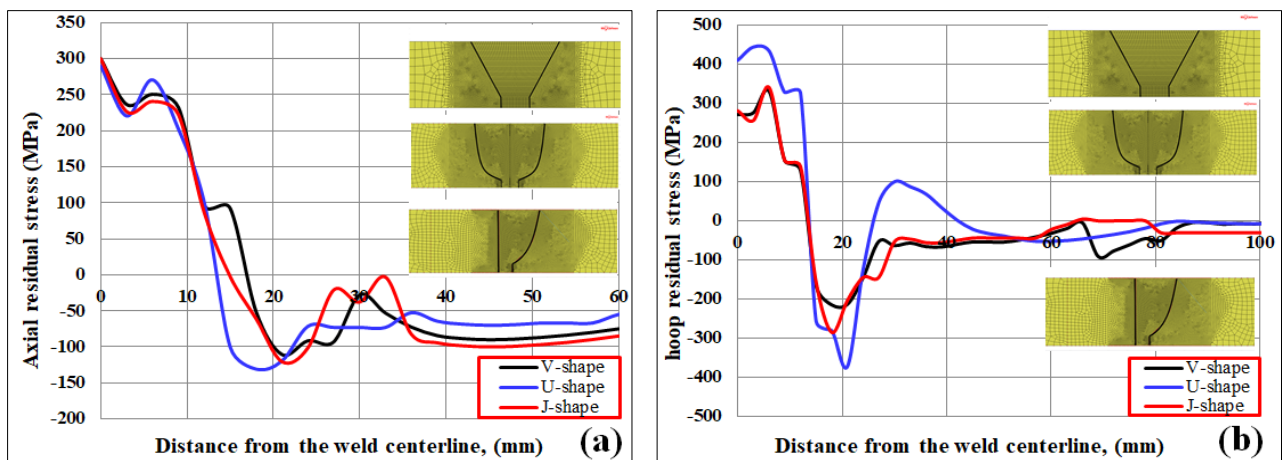 Axial residual stress (MPa)
350
300
250
200
150
100
50
0
-50
-100
-150
-200
0 10 20 30 40 50 60
V-shape
U-shape
J-shape
Distance from the weld centerline, (mm)
(a)
hoop residual stress (MPa)
500
400
300
200
100
0
-100
-200
-300
-400
-500
0 20 40 60 80 100
V-shape
U-shape
J-shape
Distance from the weld centerline, (mm)
(b)